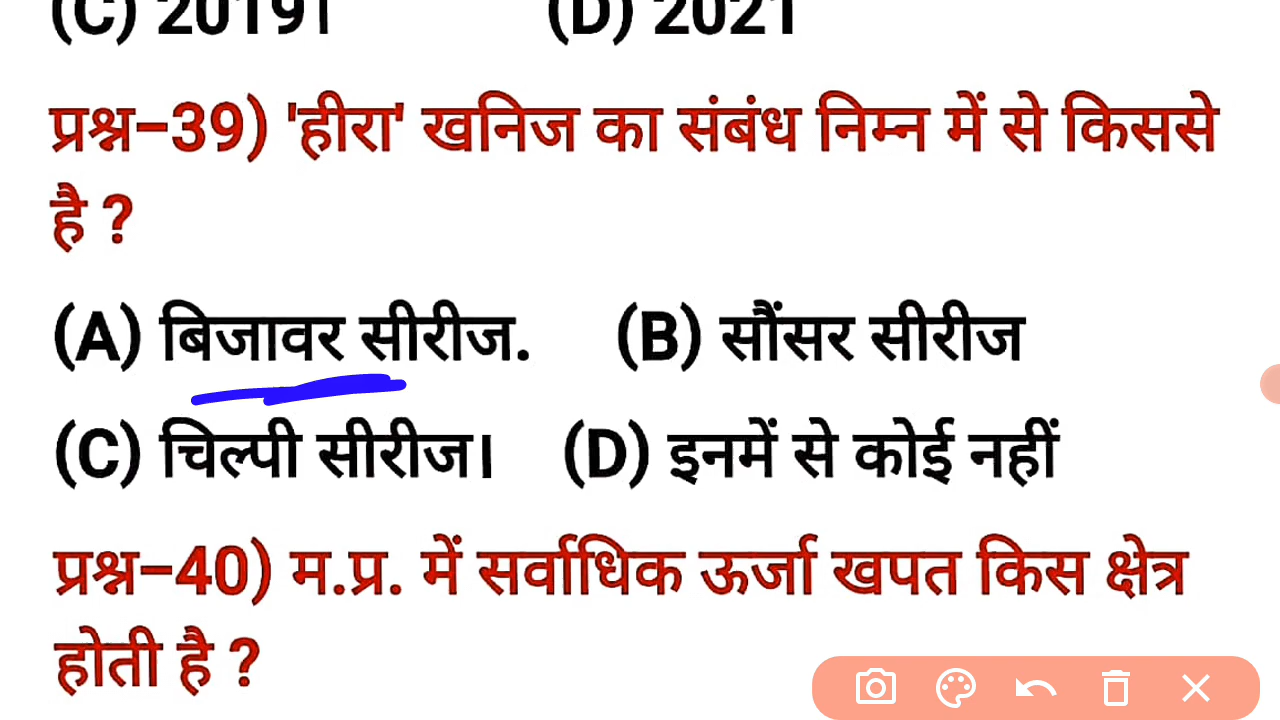 (C) 2019। (D) 2021
प्रश्न–39) 'हीरा' खनिज का संबंध निम्न में से किससे
है ?
(A) बिजावर सीरीज. (B) सौंसर सीरीज
(C) चिल्पी सीरीज। (D) इनमें से कोई नहीं
प्रश्न–40) म.प्र. में सर्वाधिक ऊर्जा खपत किस क्षेत्र
होती है ?